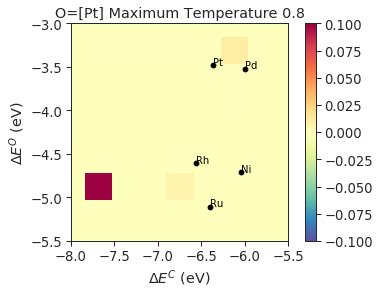 O=[Pt] Maximum Temperature 0.8
−3.0
−3.5
−4.0
−4.5
−5.0
−5.5
ΔE^O (eV)
Pt
Pd
Rh
Ni
Ru
−8.0 −7.5 −7.0 −6.5 −6.0 −5.5
ΔE^C (eV)
0.100
0.075
0.050
0.025
0.000
−0.025
−0.050
−0.075
−0.100